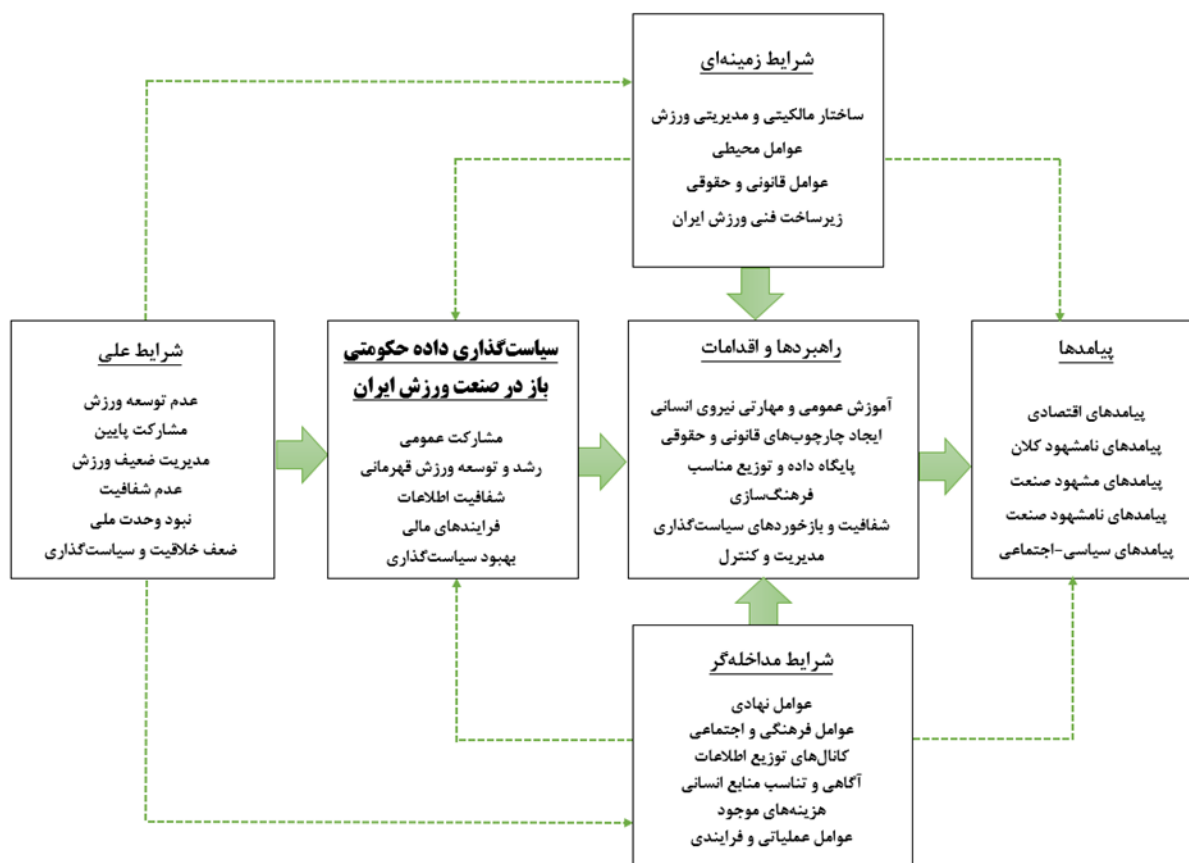 شرایط زمینه‌ای
ساختار مالکیتی و مدیریتی ورزش
عوامل محیطی
عوامل قانونی و حقوقی
زیرساخت فنی ورزش ایران
شرایط علی
عدم توسعه ورزش
مشارکت پایین
مدیریت ضعیف ورزش
عدم شفافیت
نبود وحدت ملی
ضعف خلاقیت و سیاست‌گذاری
سیاست‌گذاری داده حکومتی
باز در صنعت ورزش ایران
مشارکت عمومی
رشد و توسعه ورزش قهرمانی
شفافیت اطلاعات
فرایندهای مالی
بهبود سیاست‌گذاری
راهبردها و اقدامات
آموزش عمومی و مهارتی نیروی انسانی
ایجاد چارچوب‌های قانونی و حقوقی
پایگاه داده و توزیع مناسب
فرهنگ‌سازی
شفافیت و بازخوردهای سیاست‌گذاری
مدیریت و کنترل
پیامدها
پیامدهای اقتصادی
پیامدهای نامشهود کلان
پیامدهای مشهود صنعت
پیامدهای نامشهود صنعت
پیامدهای سیاسی-اجتماعی
شرایط مداخله‌گر
عوامل نهادی
عوامل فرهنگی و اجتماعی
کانال‌های توزیع اطلاعات
آگاهی و تناسب منابع انسانی
هزینه‌های موجود
عوامل عملیاتی و فرایندی